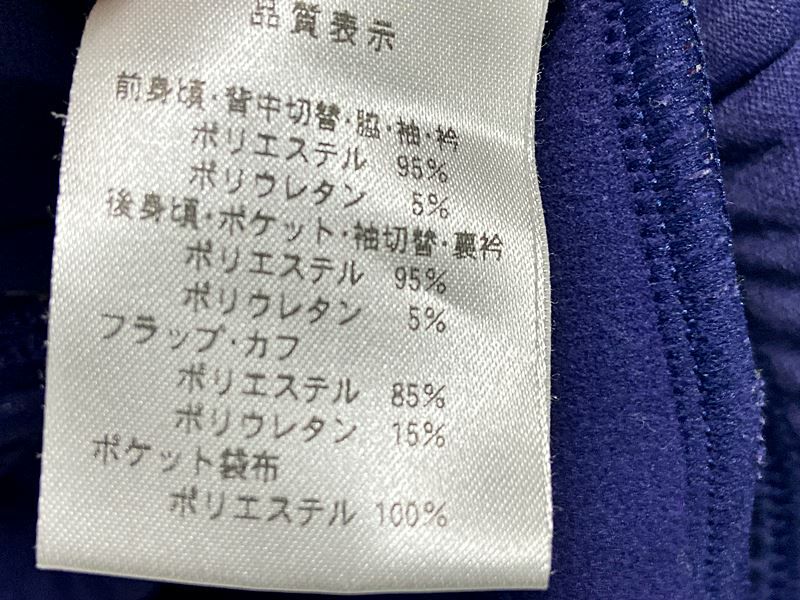 品質表示
前身頃・背中切替・脇・袖・衿
ポリエステル 95%
ポリウレタン 5%
後身頃・ポケット・袖切替・裏衿
ポリエステル 95%
ポリウレタン 5%
フラップ・カフ
ポリエステル 85%
ポリウレタン 15%
ポケット袋布
ポリエステル 100%